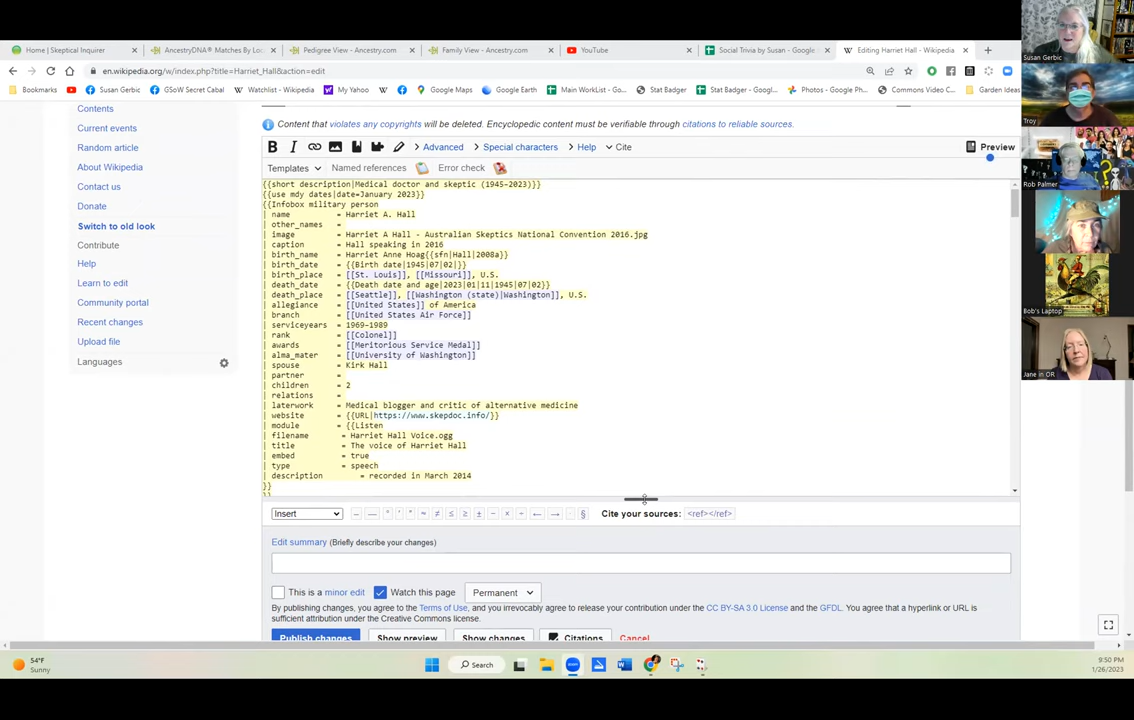 Home | Skeptical Inquirer
AncestryDNA® Matches By Loc
Pedigree View - Ancestry.com
Family View - Ancestry.com
YouTube
Social Trivia by Susan - Google
Editing Harriet Hall - Wikipedia
en.wikipedia.org/w/index.php?title=Harriet_Hall&action=edit
Bookmarks
Susan Gerbic
GSoW Secret Cabal
Watchlist - Wikipedia
My Yahoo
Google Maps
Google Earth
Main WorkList - Go...
Stat Badger
Stat Badger - Googl...
Photos - Google Ph...
Commons Video C...
Garden Ideas
Contents
Current events
Random article
About Wikipedia
Contact us
Donate
Switch to old look
Contribute
Help
Learn to edit
Community portal
Recent changes
Upload file
Languages
Content that violates any copyrights will be deleted. Encyclopedic content must be verifiable through citations to reliable sources.
Advanced Special characters Help Cite Preview
Templates Named references Error check
{{short description|Medical doctor and skeptic (1945-2023)}}
{{use mdy dates|date=January 2023}}
{{Infobox military person
| name = Harriet A. Hall
| other_names =
| image = Harriet A Hall - Australian Skeptics National Convention 2016.jpg
| caption = Hall speaking in 2016
| birth_name = Harriet Anne Hoag{{sfn|Hall|2008a}}
| birth_date = {{Birth date|1945|07|02|}}
| birth_place = [[St. Louis]], [[Missouri]], U.S.
| death_date = {{Death date and age|2023|01|11|1945|07|02}}
| death_place = [[Seattle]], [[Washington (state)|Washington]], U.S.
| allegiance = [[United States]] of America
| branch = [[United States Air Force]]
| serviceyears = 1969-1989
| rank = [[Colonel]]
| awards = [[Meritorious Service Medal]]
| alma_mater = [[University of Washington]]
| spouse = Kirk Hall
| partner =
| children = 2
| relations =
| laterwork = Medical blogger and critic of alternative medicine
| website = {{URL|https://www.skepdoc.info/}}
| module = {{Listen
| filename = Harriet Hall Voice.ogg
| title = The voice of Harriet Hall
| embed = true
| type = speech
| description = recorded in March 2014
}}
}}
Insert – — ° ′ ″ ≈ ≠ ≤ ≥ ± − × ÷ ← → · §
Cite your sources: <ref></ref>
Edit summary (Briefly describe your changes)
This is a minor edit Watch this page Permanent
By publishing changes, you agree to the Terms of Use, and you irrevocably agree to release your contribution under the CC BY-SA 3.0 License and the GFDL. You agree that a hyperlink or URL is
sufficient attribution under the Creative Commons license.
Publish changes Show preview Show changes Citations Cancel
54°F
Sunny
Search
9:50 PM
1/26/2023
Susan Gerbic
Troy
Rob Palmer
Bob's Laptop
Jane in OR